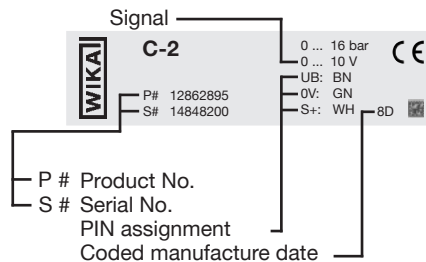 Signal
WIKA
C-2
0 ... 16 bar
0 ... 10 V
UB: BN
0V: GN
S+: WH
P# 12862895
S# 14848200
8D
CE
P # Product No.
S # Serial No.
PIN assignment
Coded manufacture date